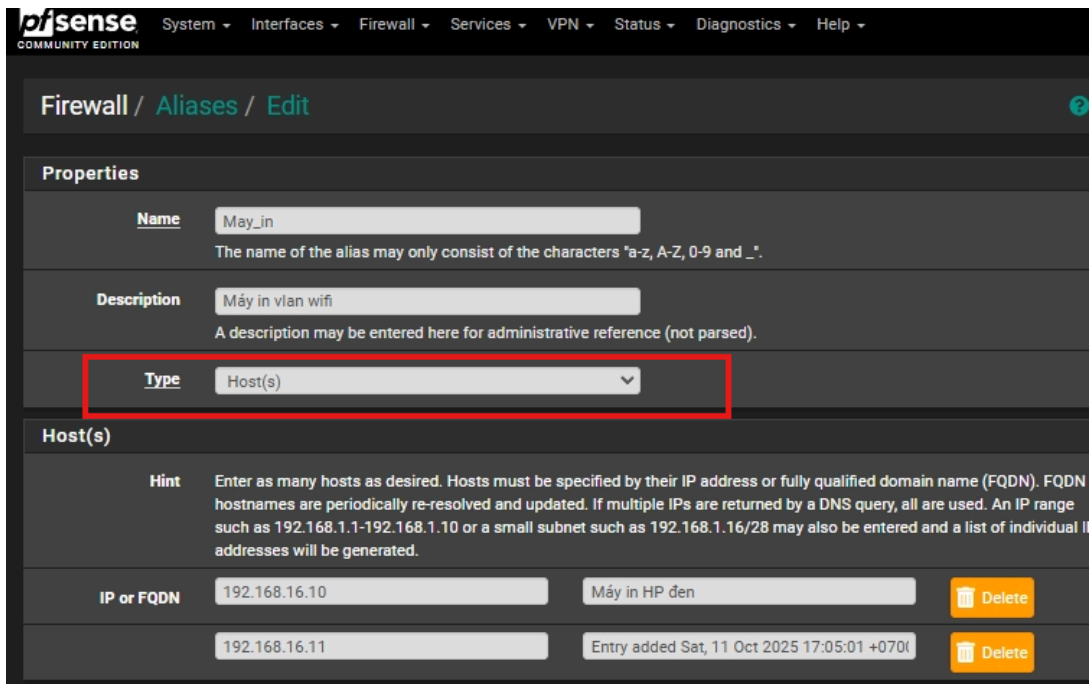 pfsense
COMMUNITY EDITION
System Interfaces Firewall Services VPN Status Diagnostics Help
Firewall / Aliases / Edit
?
Properties
Name May_in
The name of the alias may only consist of the characters "a-z, A-Z, 0-9 and _".
Description Máy in vlan wifi
A description may be entered here for administrative reference (not parsed).
Type Host(s)
Host(s)
Hint Enter as many hosts as desired. Hosts must be specified by their IP address or fully qualified domain name (FQDN). FQDN
hostnames are periodically re-resolved and updated. If multiple IPs are returned by a DNS query, all are used. An IP range
such as 192.168.1.1-192.168.1.10 or a small subnet such as 192.168.1.16/28 may also be entered and a list of individual I
addresses will be generated.
IP or FQDN 192.168.16.10 Máy in HP đen Delete
192.168.16.11 Entry added Sat, 11 Oct 2025 17:05:01 +070 Delete